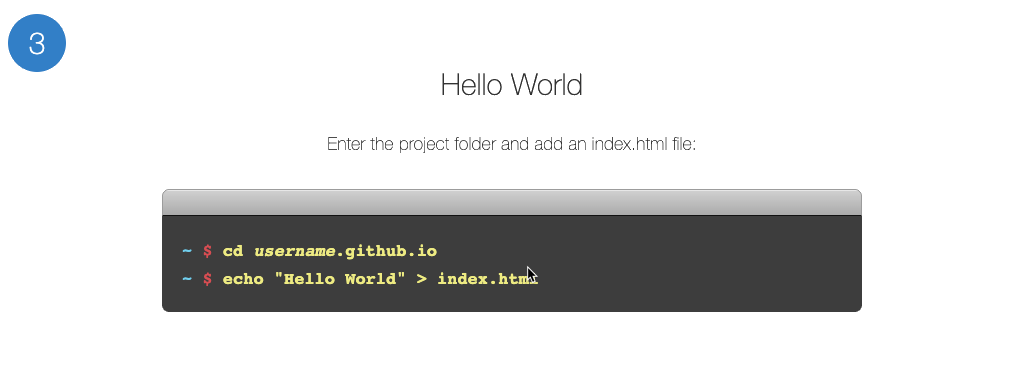 3
Hello World
Enter the project folder and add an index.html file:
~ $ cd username.github.io
~ $ echo "Hello World" > index.html